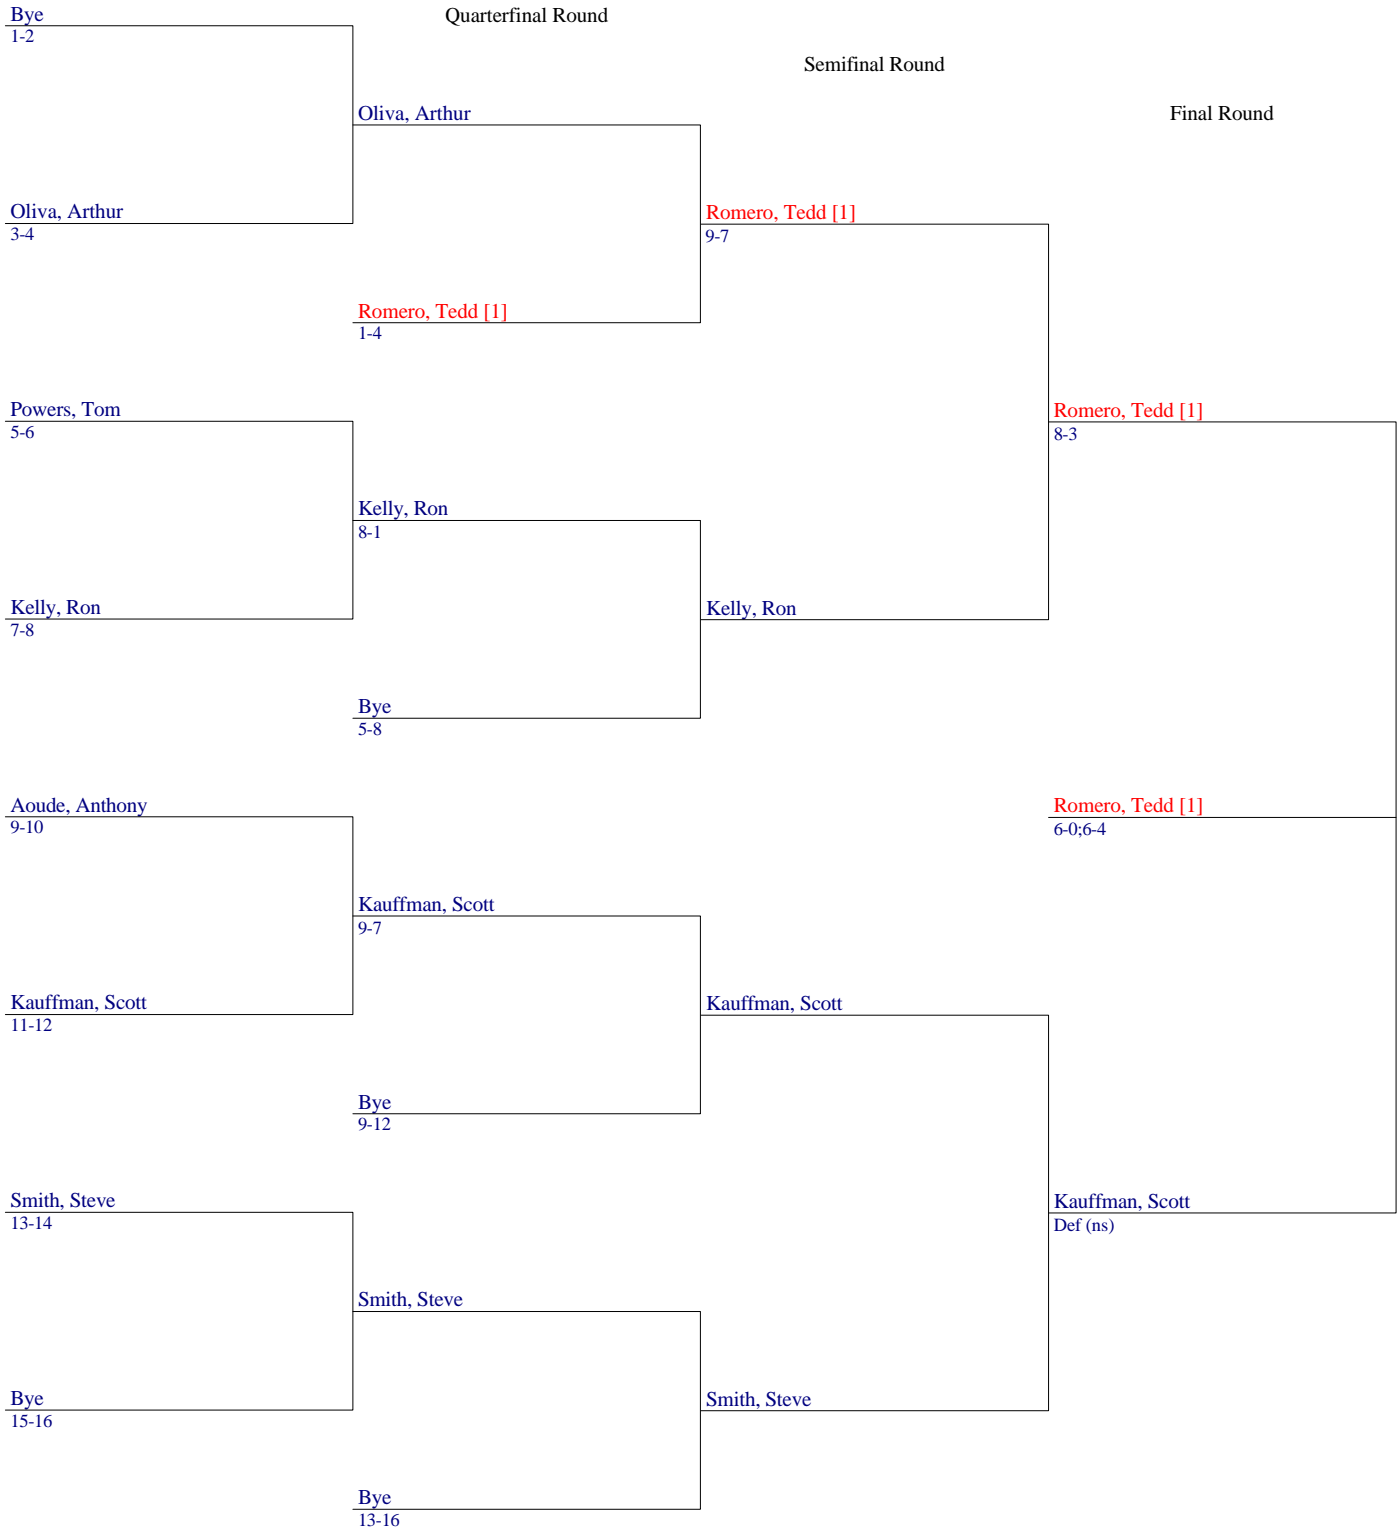 Bye
1-2
Quarterfinal Round
Semifinal Round
Oliva, Arthur
Final Round
Oliva, Arthur
3-4
Romero, Tedd [1]
9-7
Romero, Tedd [1]
1-4
Powers, Tom
5-6
Romero, Tedd [1]
8-3
Kelly, Ron
8-1
Kelly, Ron
7-8
Kelly, Ron
Bye
5-8
Aoude, Anthony
9-10
Romero, Tedd [1]
6-0;6-4
Kauffman, Scott
9-7
Kauffman, Scott
11-12
Kauffman, Scott
Bye
9-12
Smith, Steve
13-14
Kauffman, Scott
Def (ns)
Smith, Steve
Bye
15-16
Smith, Steve
Bye
13-16